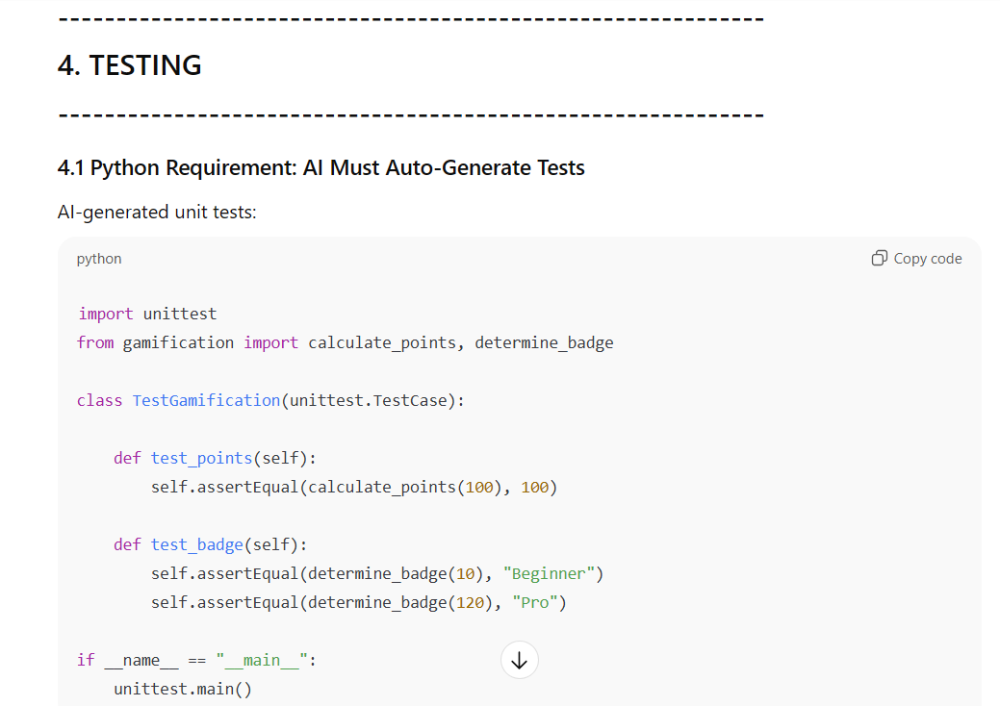 ------------------------------------------------------------
4. TESTING
------------------------------------------------------------
4.1 Python Requirement: AI Must Auto-Generate Tests
AI-generated unit tests:
python
Copy code
import unittest
from gamification import calculate_points, determine_badge
class TestGamification(unittest.TestCase):
    def test_points(self):
        self.assertEqual(calculate_points(100), 100)
    def test_badge(self):
        self.assertEqual(determine_badge(10), "Beginner")
        self.assertEqual(determine_badge(120), "Pro")
if __name__ == "__main__":
    unittest.main()